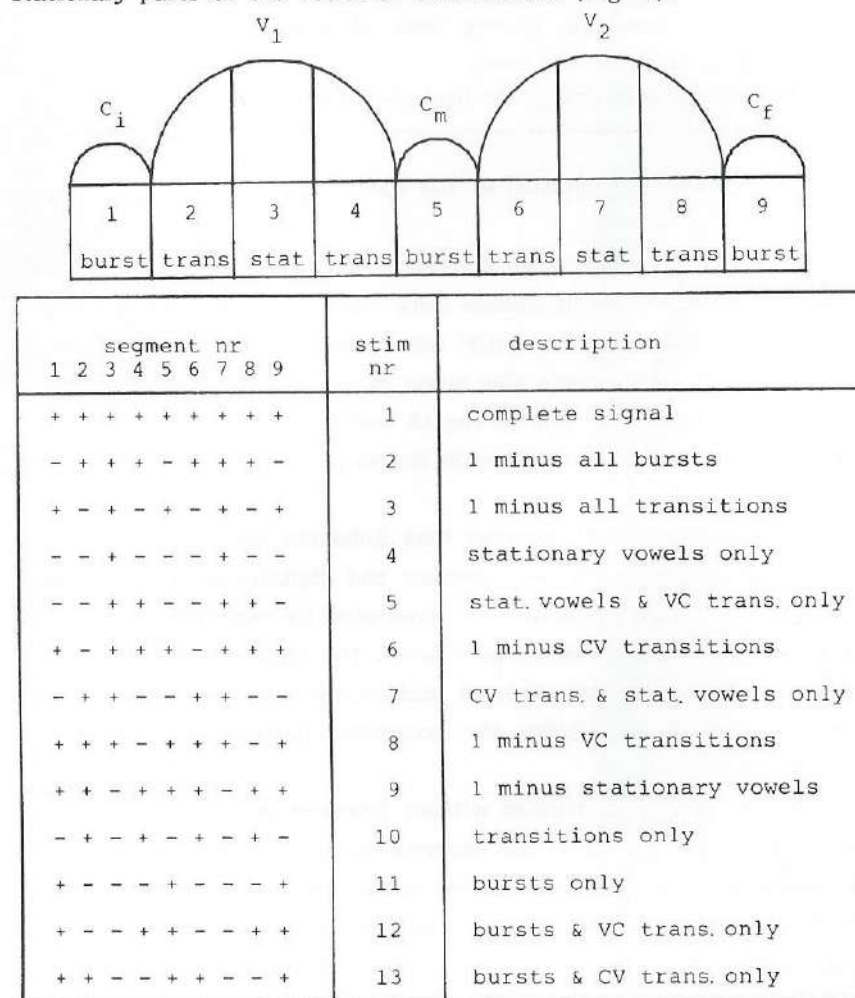 V1 V2
Ci Cm Cf
1 2 3 4 5 6 7 8 9
burst trans stat trans burst trans stat trans burst
segment nr stim description
1 2 3 4 5 6 7 8 9 nr
+ + + + + + + + + 1 complete signal
- + + + - + + + - 2 1 minus all bursts
+ - + - + - + - + 3 1 minus all transitions
- - + - - - + - - 4 stationary vowels only
- - + + - - + + - 5 stat. vowels & VC trans. only
+ - + + + - + + + 6 1 minus CV transitions
- + + - - + + - - 7 CV trans. & stat. vowels only
+ + + - + + + - + 8 1 minus VC transitions
+ + - + + + - + + 9 1 minus stationary vowels
- + - + - + - + - 10 transitions only
+ - - - + - - - + 11 bursts only
+ - - + + - - + + 12 bursts & VC trans. only
+ + - - + + - - + 13 bursts & CV trans. only